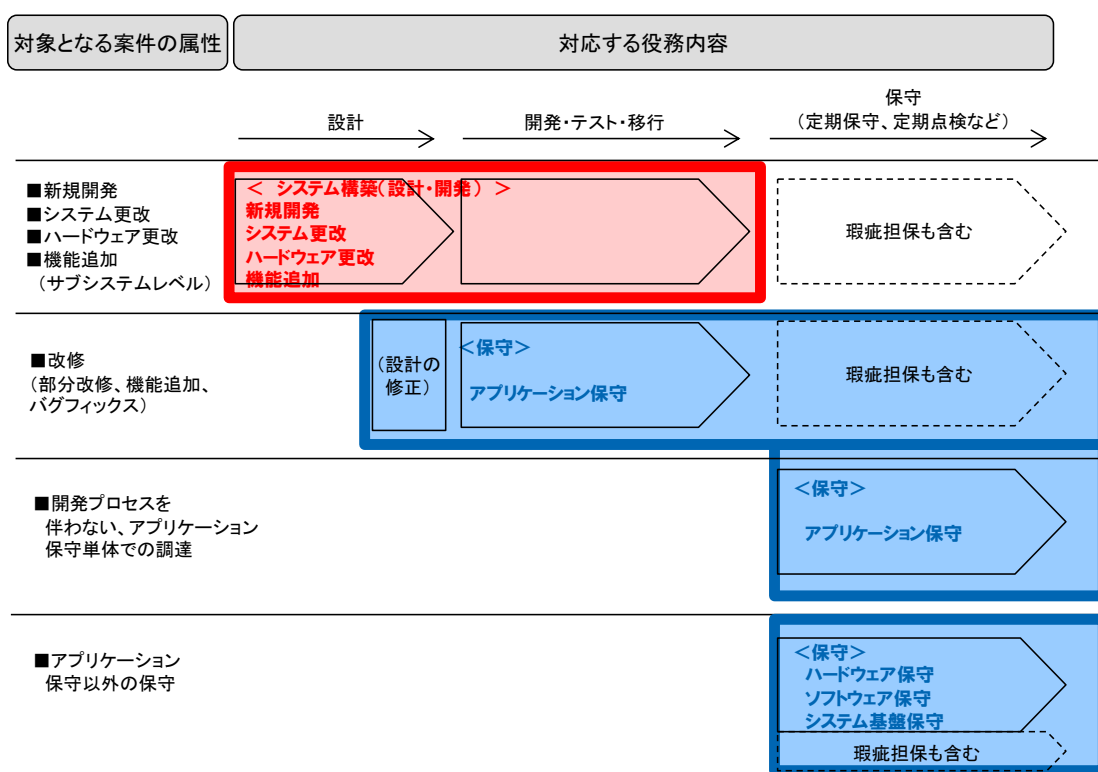 対象となる案件の属性
対応する役務内容
設計
開発・テスト・移行
保守
(定期保守、定期点検など)
■新規開発
■システム更改
■ハードウェア更改
■機能追加
(サブシステムレベル)
< システム構築(設計・開発) >
新規開発
システム更改
ハードウェア更改
機能追加
瑕疵担保も含む
■改修
(部分改修、機能追加、
バグフィックス)
(設計の
修正)
<保守>
アプリケーション保守
瑕疵担保も含む
■開発プロセスを
伴わない、アプリケーション
保守単体での調達
<保守>
アプリケーション保守
■アプリケーション
保守以外の保守
<保守>
ハードウェア保守
ソフトウェア保守
システム基盤保守
瑕疵担保も含む